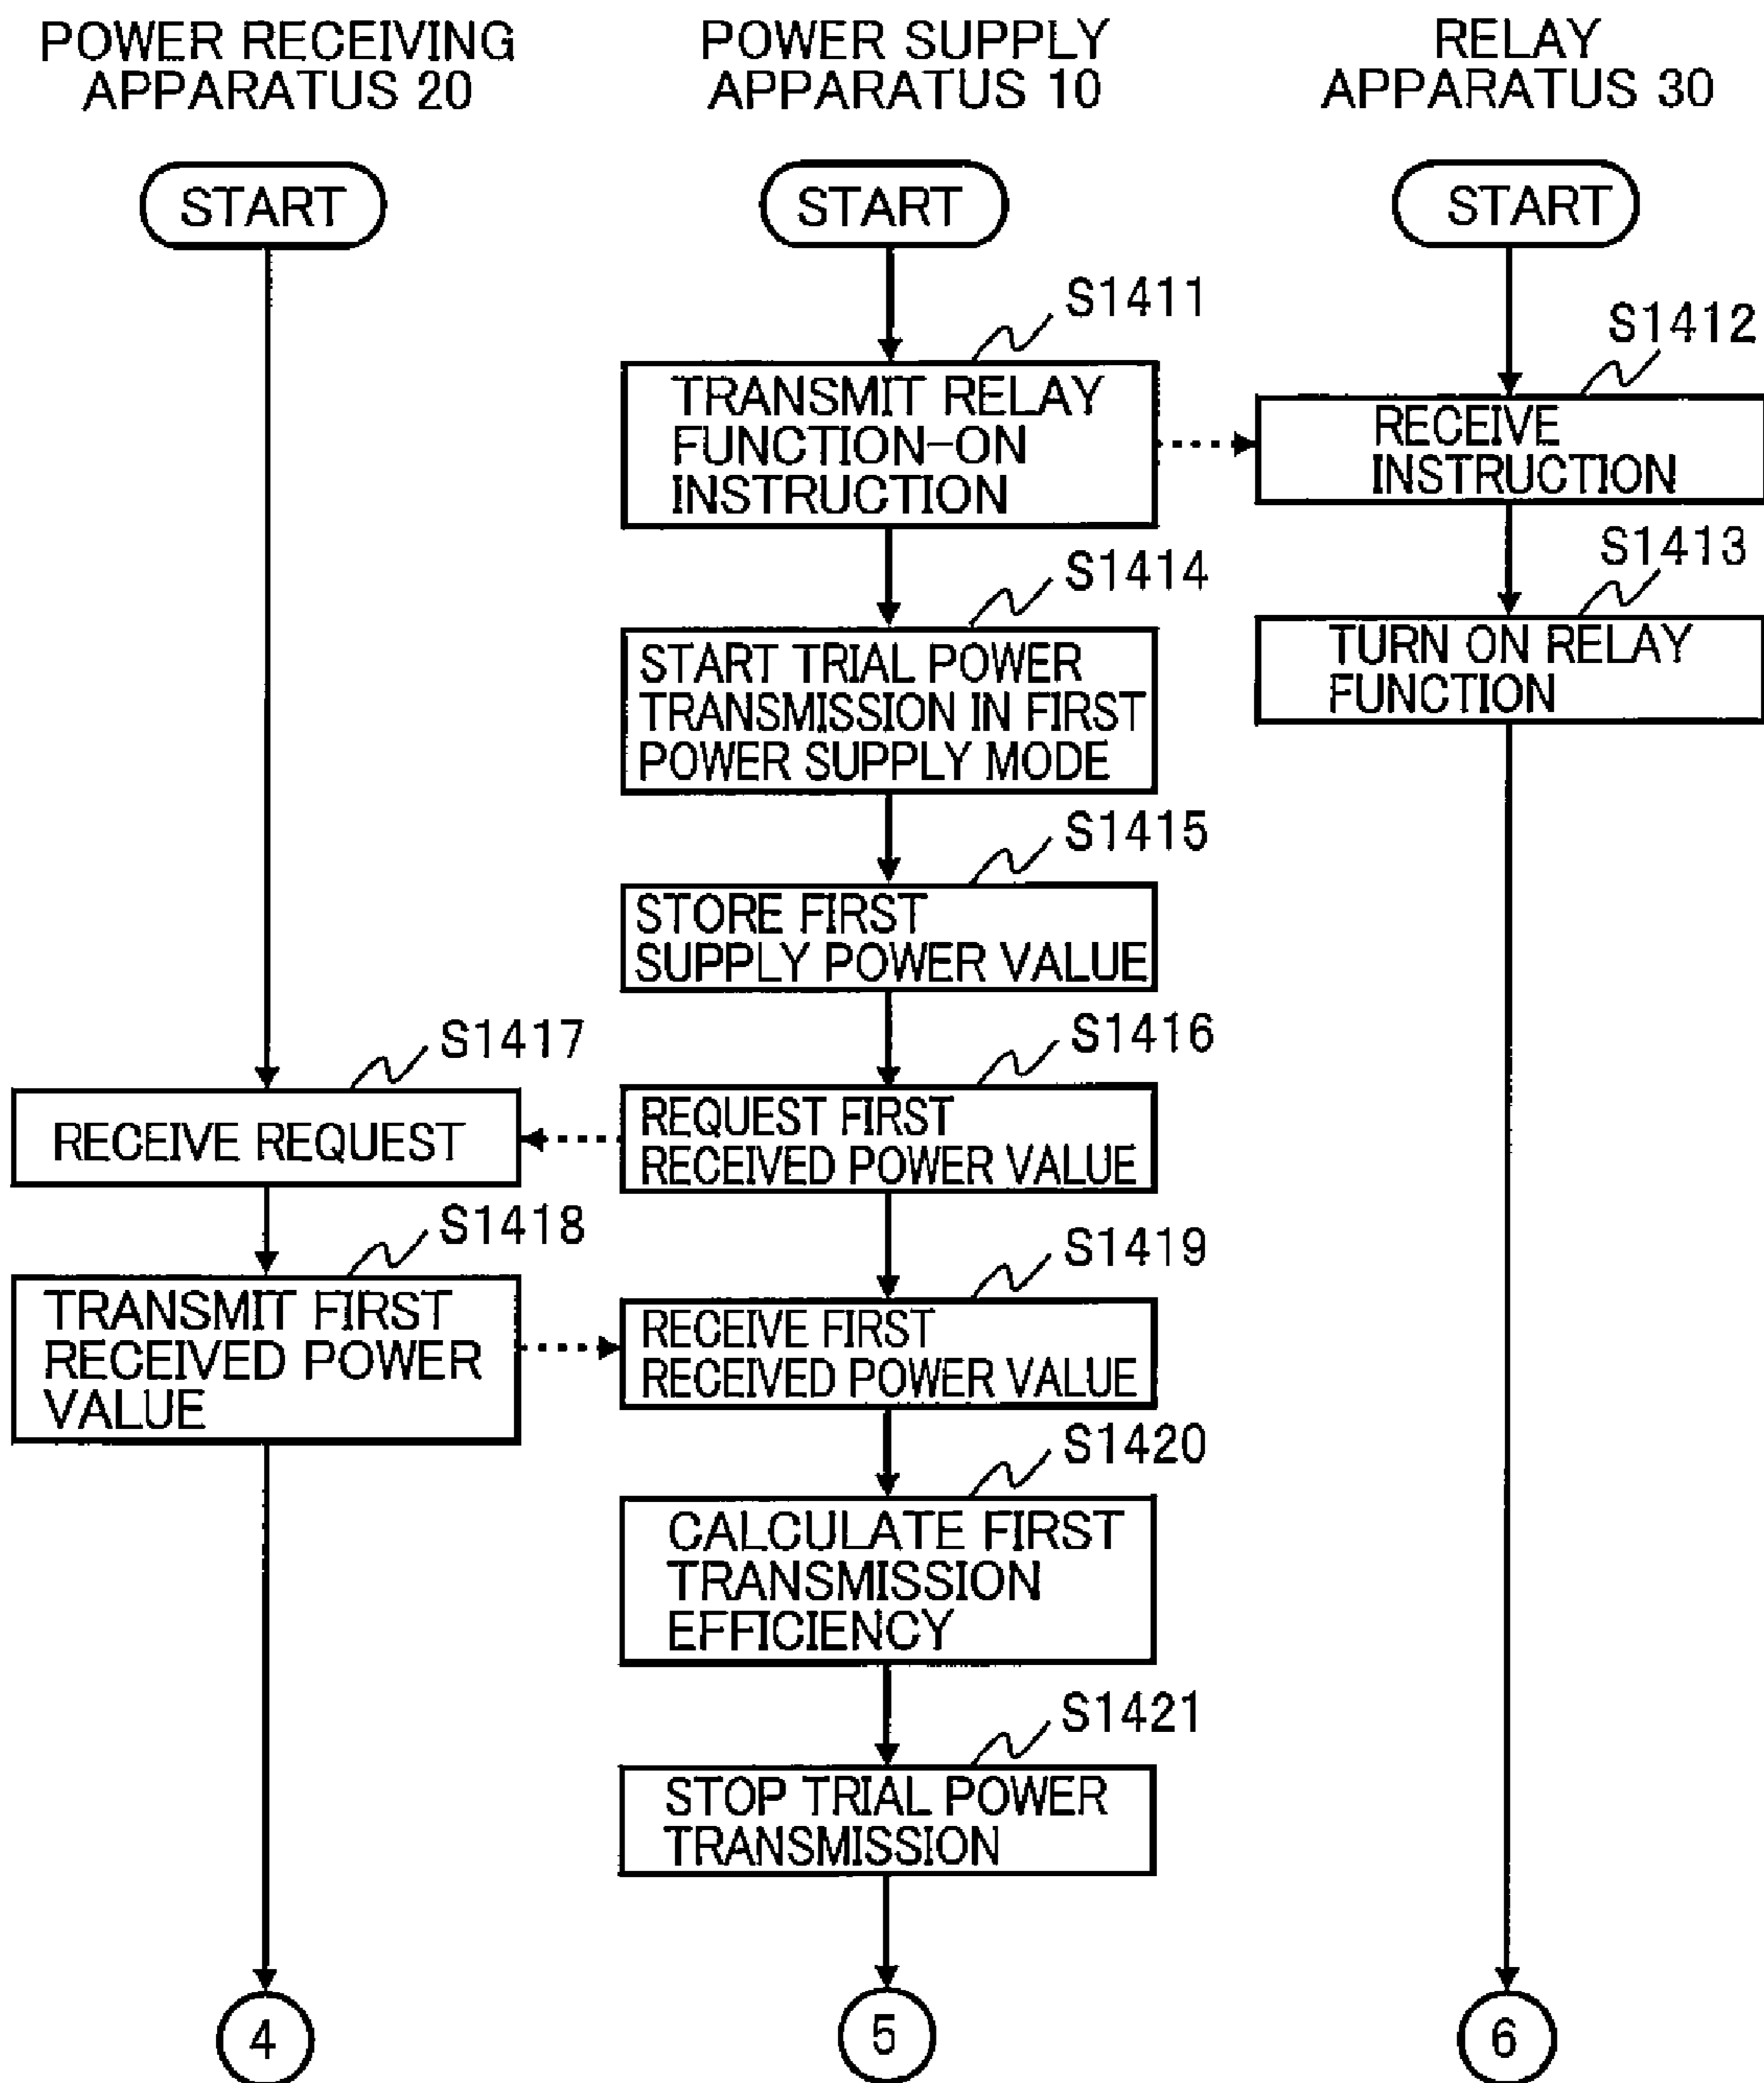 POWER RECEIVING
APPARATUS 20
POWER SUPPLY
APPARATUS 10
RELAY
APPARATUS 30
START
START
START
S1411
TRANSMIT RELAY
FUNCTION-ON
INSTRUCTION
S1412
RECEIVE
INSTRUCTION
S1414
START TRIAL POWER
TRANSMISSION IN FIRST
POWER SUPPLY MODE
S1413
TURN ON RELAY
FUNCTION
S1415
STORE FIRST
SUPPLY POWER VALUE
S1417
RECEIVE REQUEST
S1416
REQUEST FIRST
RECEIVED POWER VALUE
S1418
TRANSMIT FIRST
RECEIVED POWER
VALUE
S1419
RECEIVE FIRST
RECEIVED POWER VALUE
S1420
CALCULATE FIRST
TRANSMISSION
EFFICIENCY
S1421
STOP TRIAL POWER
TRANSMISSION
4
5
6